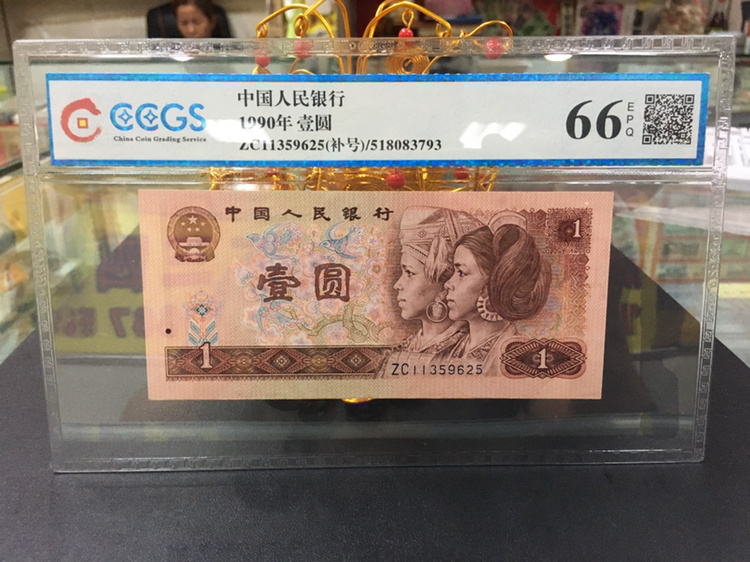 CCGS
China Coin Grading Service
中国人民银行
1990年 壹圆
ZC11359625(补号)/518083793
66
EPQ
中国人民银行
1
壹圆
1
ZC11359625
1